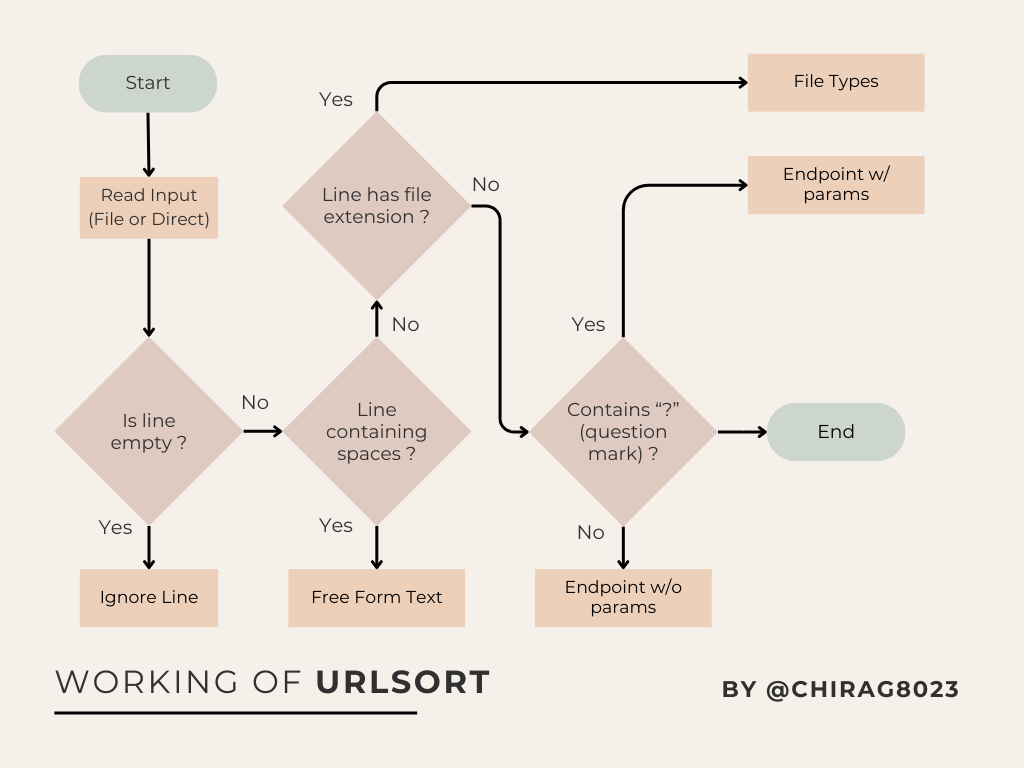 Start
Read Input
(File or Direct)
Is line
empty ?
No
Yes
Ignore Line
Line
containing
spaces ?
Yes
Free Form Text
No
Line has file
extension ?
Yes
File Types
No
Contains “?”
(question
mark) ?
Yes
Endpoint w/
params
No
Endpoint w/o
params
End
WORKING OF URLSORT
BY @CHIRAG8023